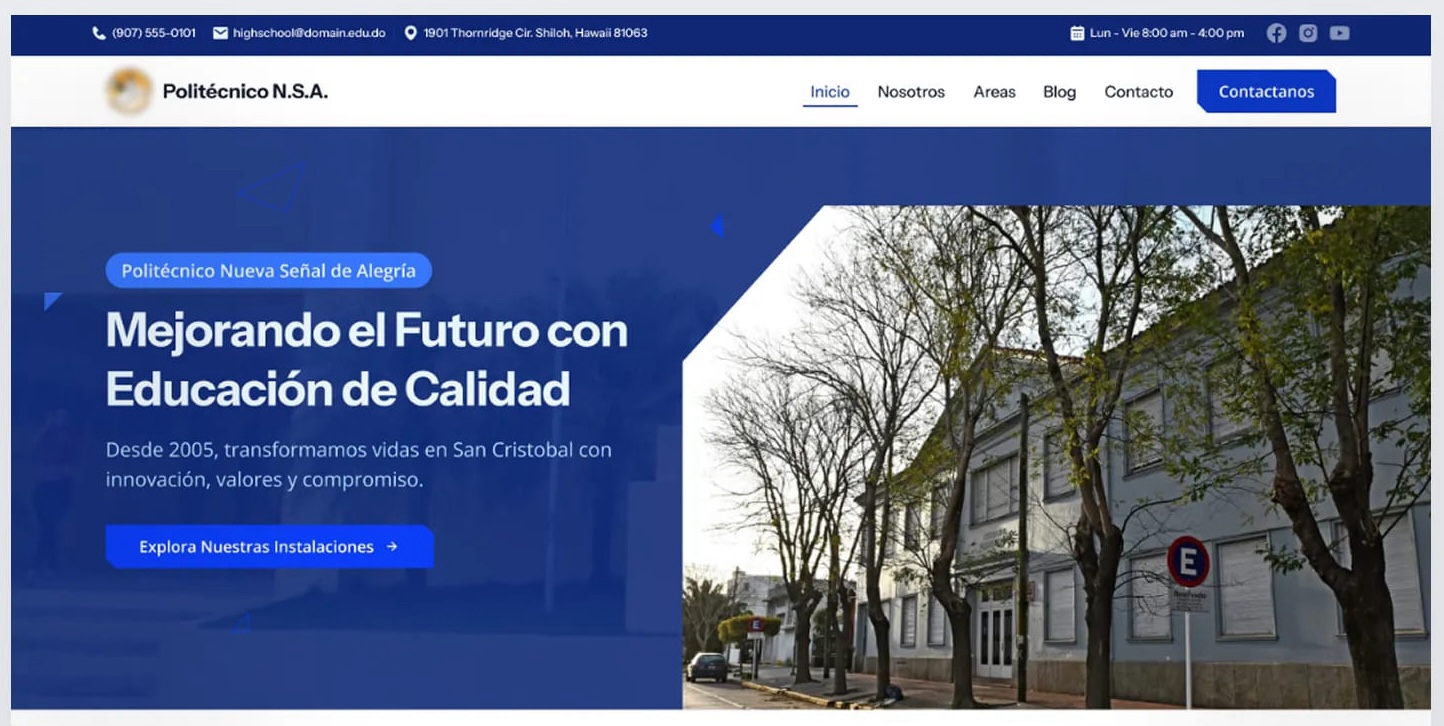 (907) 555-0101 highschool@domain.edu.do 1901 Thornridge Cir. Shiloh, Hawaii 81063 Lun - Vie 8:00 am - 4:00 pm
Politécnico N.S.A. Inicio Nosotros Areas Blog Contacto Contactanos
Politécnico Nueva Señal de Alegría
Mejorando el Futuro con
Educación de Calidad
Desde 2005, transformamos vidas en San Cristobal con
innovación, valores y compromiso.
Explora Nuestras Instalaciones →
E
E